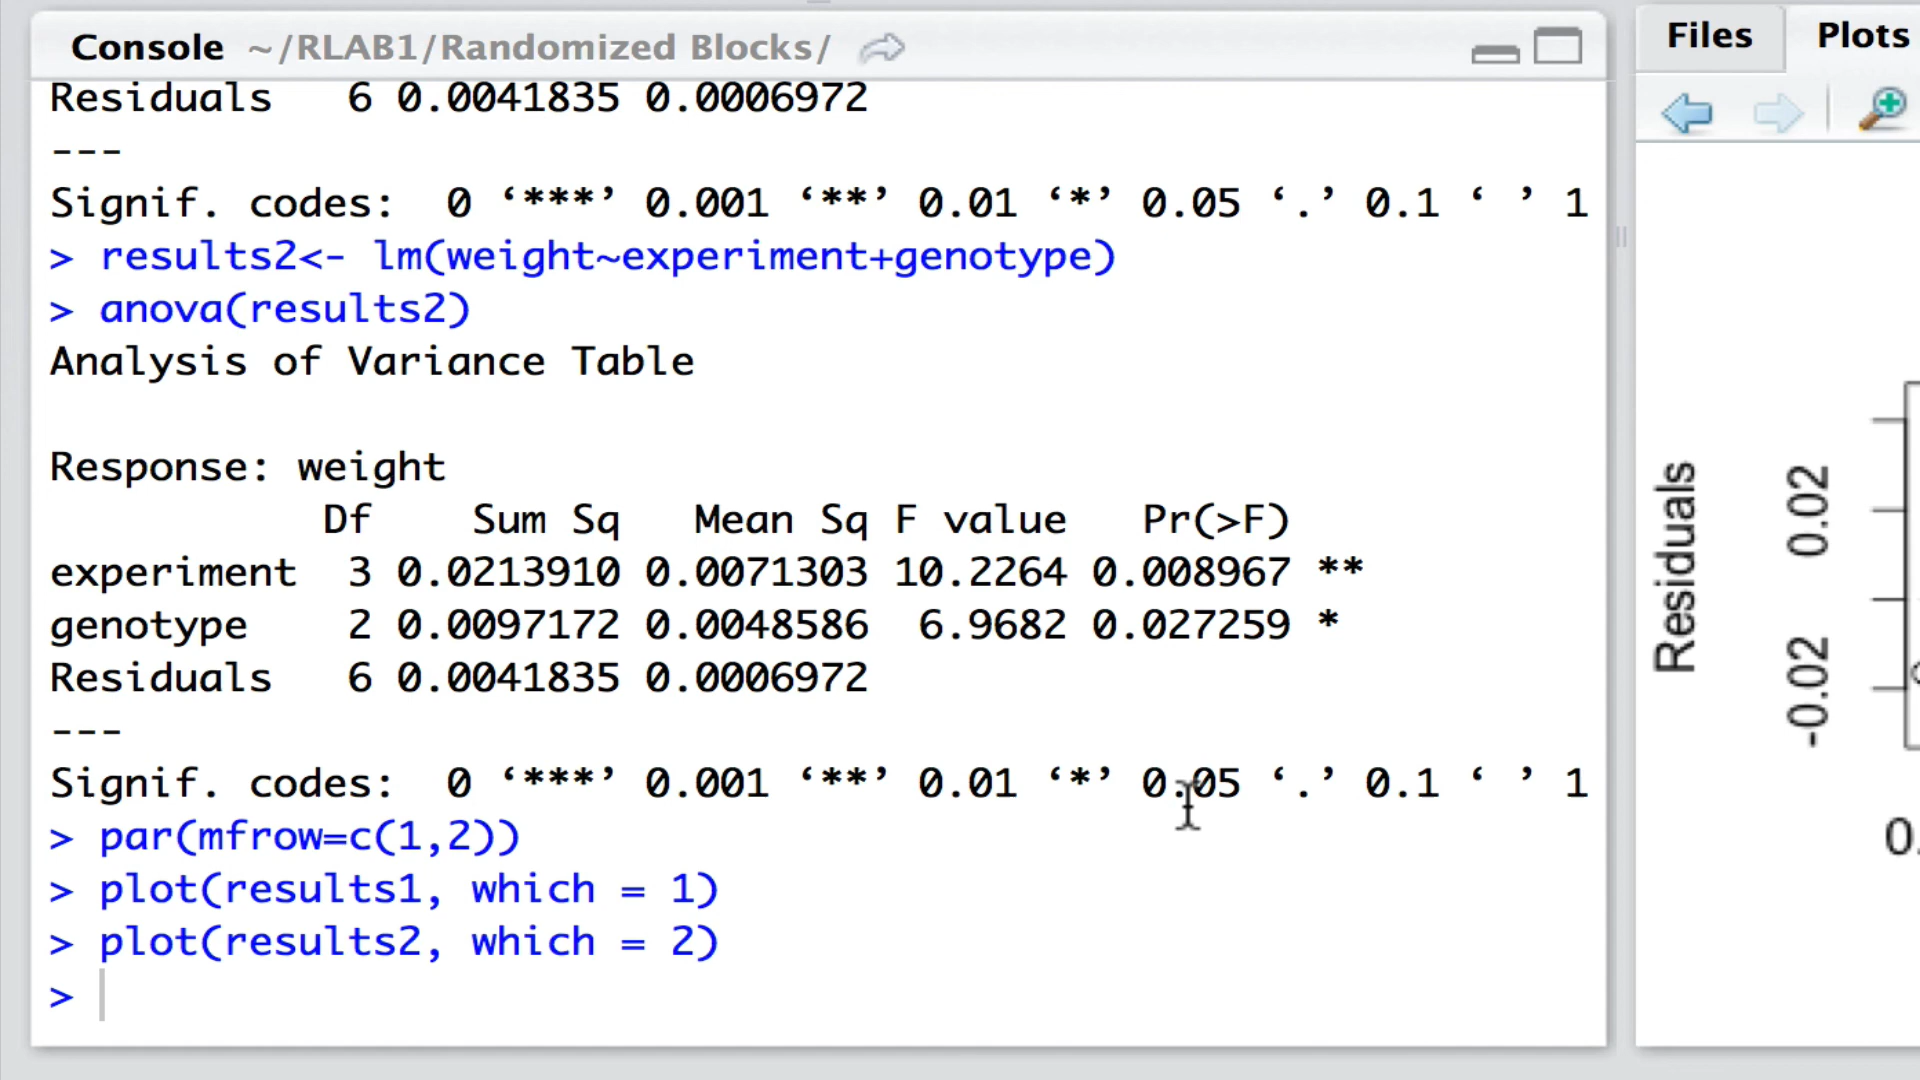 Console ~/RLAB1/Randomized Blocks/
Residuals 6 0.0041835 0.0006972
---
Signif. codes: 0 ‘***’ 0.001 ‘**’ 0.01 ‘*’ 0.05 ‘.’ 0.1 ‘ ’ 1
> results2<- lm(weight~experiment+genotype)
> anova(results2)
Analysis of Variance Table
Response: weight
Df Sum Sq Mean Sq F value Pr(>F)
experiment 3 0.0213910 0.0071303 10.2264 0.008967 **
genotype 2 0.0097172 0.0048586 6.9682 0.027259 *
Residuals 6 0.0041835 0.0006972
---
Signif. codes: 0 ‘***’ 0.001 ‘**’ 0.01 ‘*’ 0.05 ‘.’ 0.1 ‘ ’ 1
> par(mfrow=c(1,2))
> plot(results1, which = 1)
> plot(results2, which = 2)
>
Files Plots
Residuals
-0.02 0.02
0.